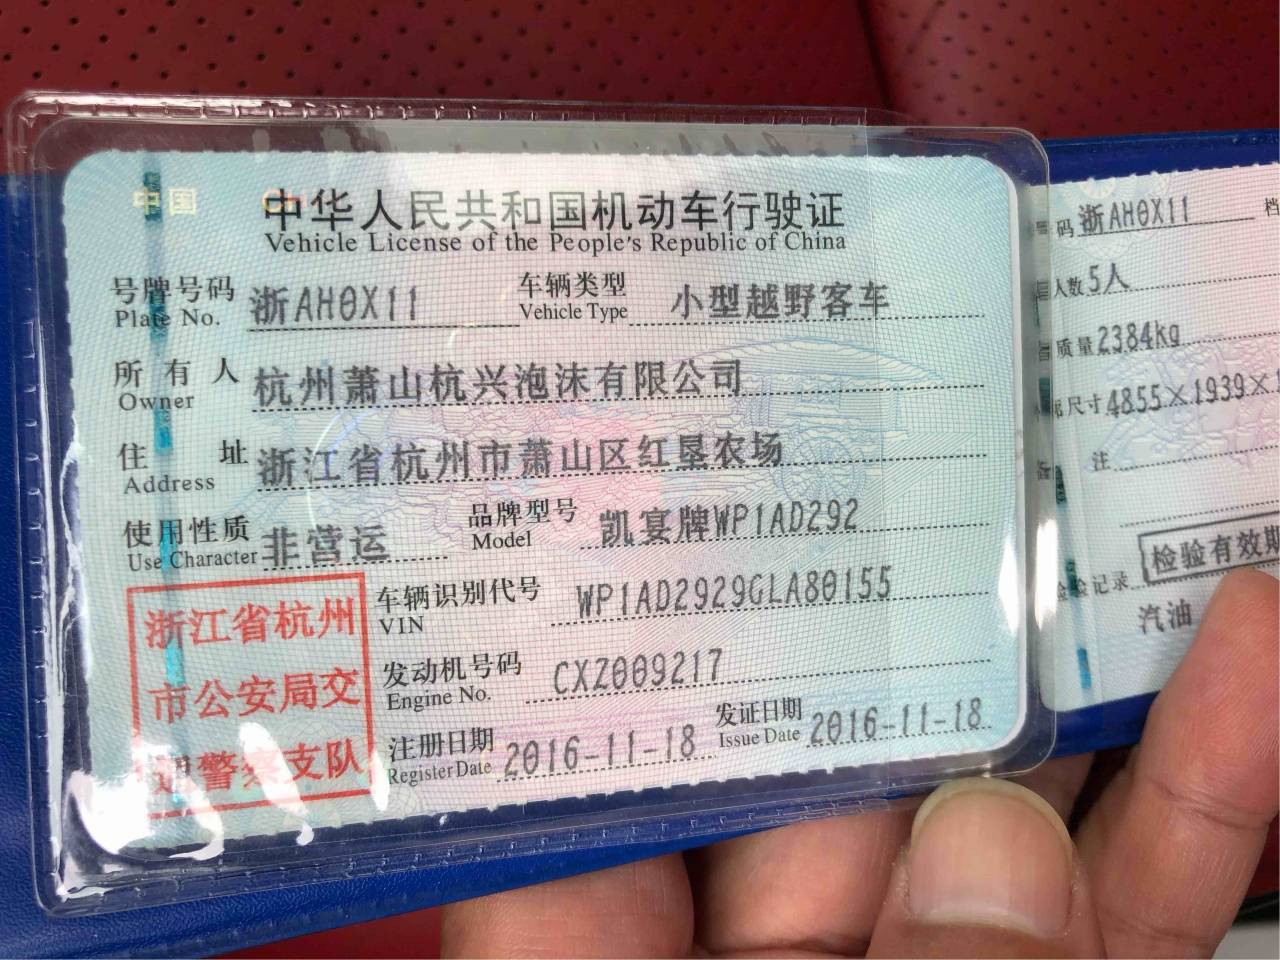 中国
中华人民共和国机动车行驶证
Vehicle License of the People's Republic of China
号牌号码 浙AH0X11 车辆类型 小型越野客车
Plate No. Vehicle Type
所有人 杭州萧山杭兴泡沫有限公司
Owner
住址 浙江省杭州市萧山区红垦农场
Address
使用性质 非营运 品牌型号 凯宴牌WP1AD292
Use Character Model
车辆识别代号 WP1AD2929GLA80155
VIN
发动机号码 CXZ009217
Engine No.
注册日期 2016-11-18 发证日期 2016-11-18
Register Date Issue Date
浙江省杭州
市公安局交
通警察支队
码 浙AH0X11 档
人数 5人
质量 2384kg
尺寸 4855×1939×1
注
检验有效期
验记录
汽油